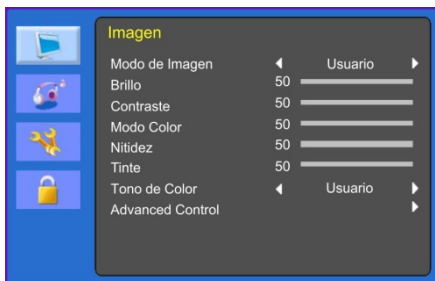 Imagen
Modo de Imagen Usuario
Brillo 50
Contraste 50
Modo Color 50
Nitidez 50
Tinte 50
Tono de Color Usuario
Advanced Control